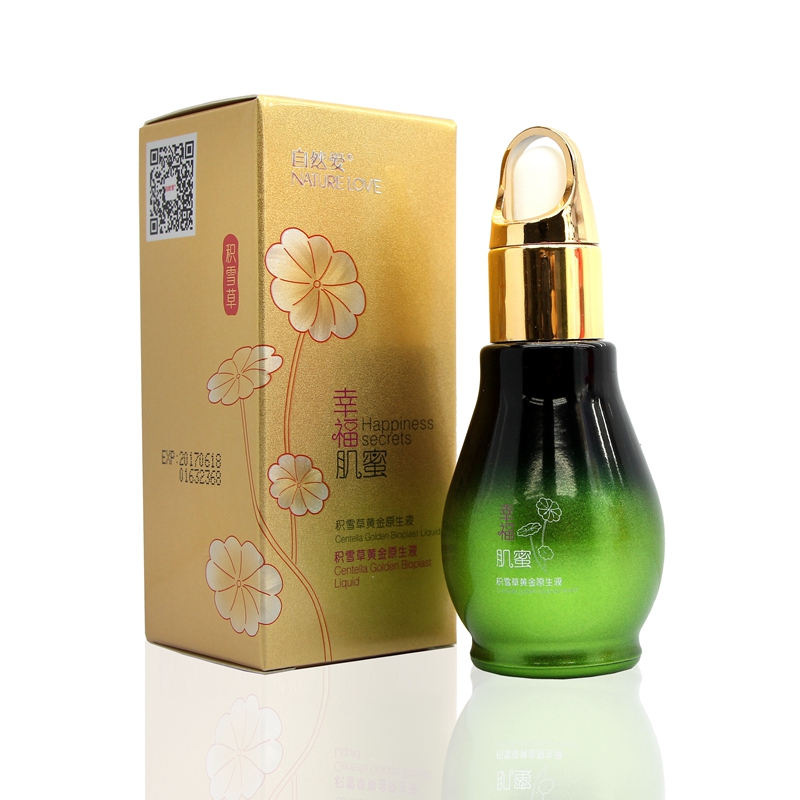 自然爱®
NATURE LOVE
积雪草
EXP:20170618
01632368
幸福
肌蜜
Happiness
secrets
积雪草黄金原生液
Centella Golden Bioplast Liquid
积雪草黄金原生液
Centella Golden Bioplast
Liquid
幸福
肌蜜
积雪草黄金原生液